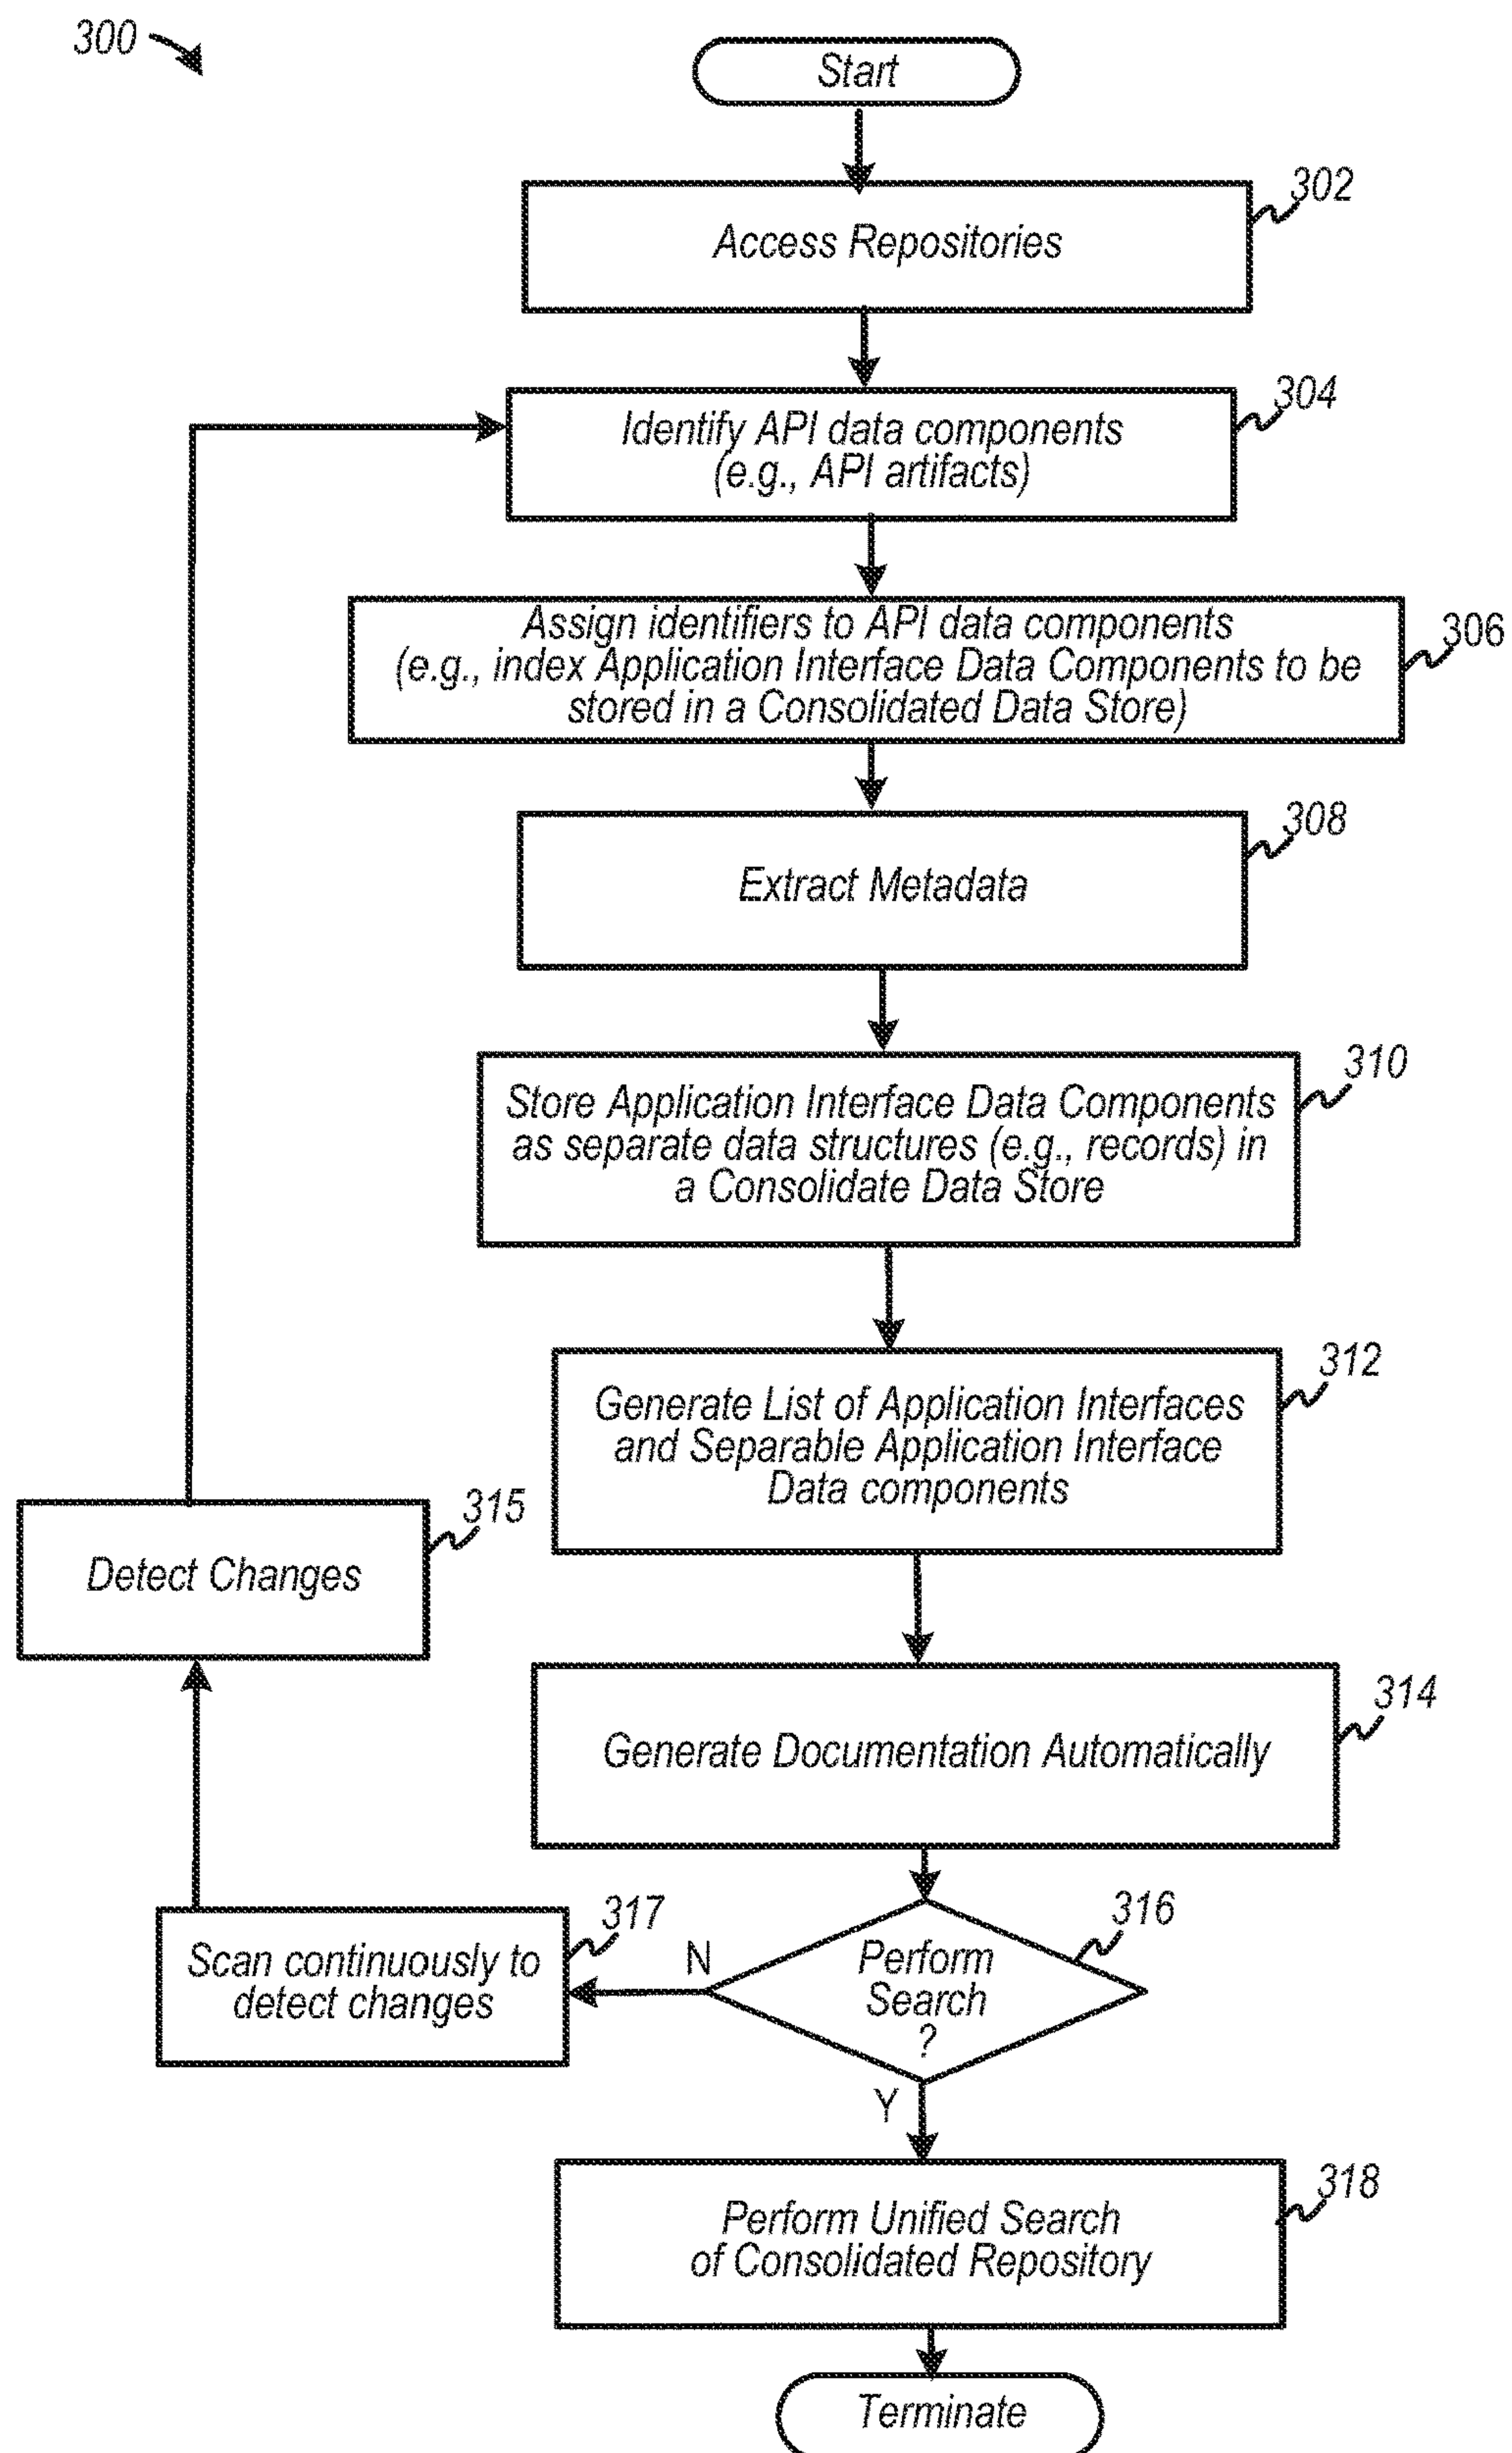 300
Start
302
Access Repositories
304
Identify API data components
(e.g., API artifacts)
306
Assign identifiers to API data components
(e.g., index Application Interface Data Components to be
stored in a Consolidated Data Store)
308
Extract Metadata
310
Store Application Interface Data Components
as separate data structures (e.g., records) in
a Consolidate Data Store
312
Generate List of Application Interfaces
and Separable Application Interface
Data components
315
Detect Changes
314
Generate Documentation Automatically
316
Perform
Search
?
N
317
Scan continuously to
detect changes
Y
318
Perform Unified Search
of Consolidated Repository
Terminate